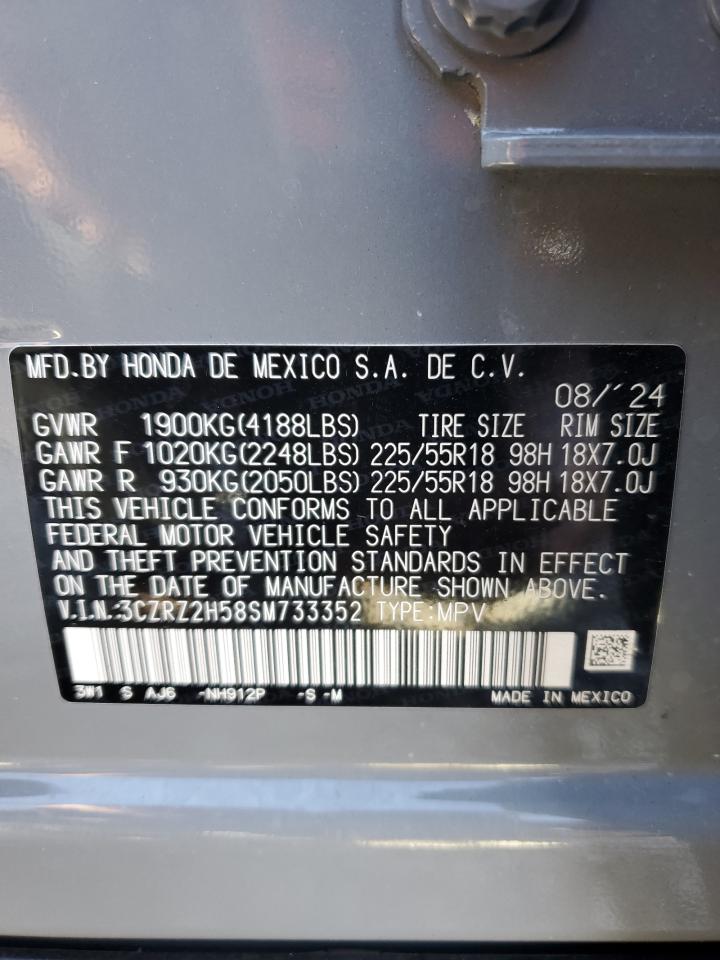 MFD. BY HONDA DE MEXICO S.A. DE C.V.
08/´24
GVWR 1900KG(4188LBS) TIRE SIZE RIM SIZE
GAWR F 1020KG(2248LBS) 225/55R18 98H 18X7.0J
GAWR R 930KG(2050LBS) 225/55R18 98H 18X7.0J
THIS VEHICLE CONFORMS TO ALL APPLICABLE
FEDERAL MOTOR VEHICLE SAFETY
AND THEFT PREVENTION STANDARDS IN EFFECT
ON THE DATE OF MANUFACTURE SHOWN ABOVE.
V.I.N.:3CZRZ2H58SM733352 TYPE:MPV
3W1 S AJ6 -NH912P -S -M MADE IN MEXICO